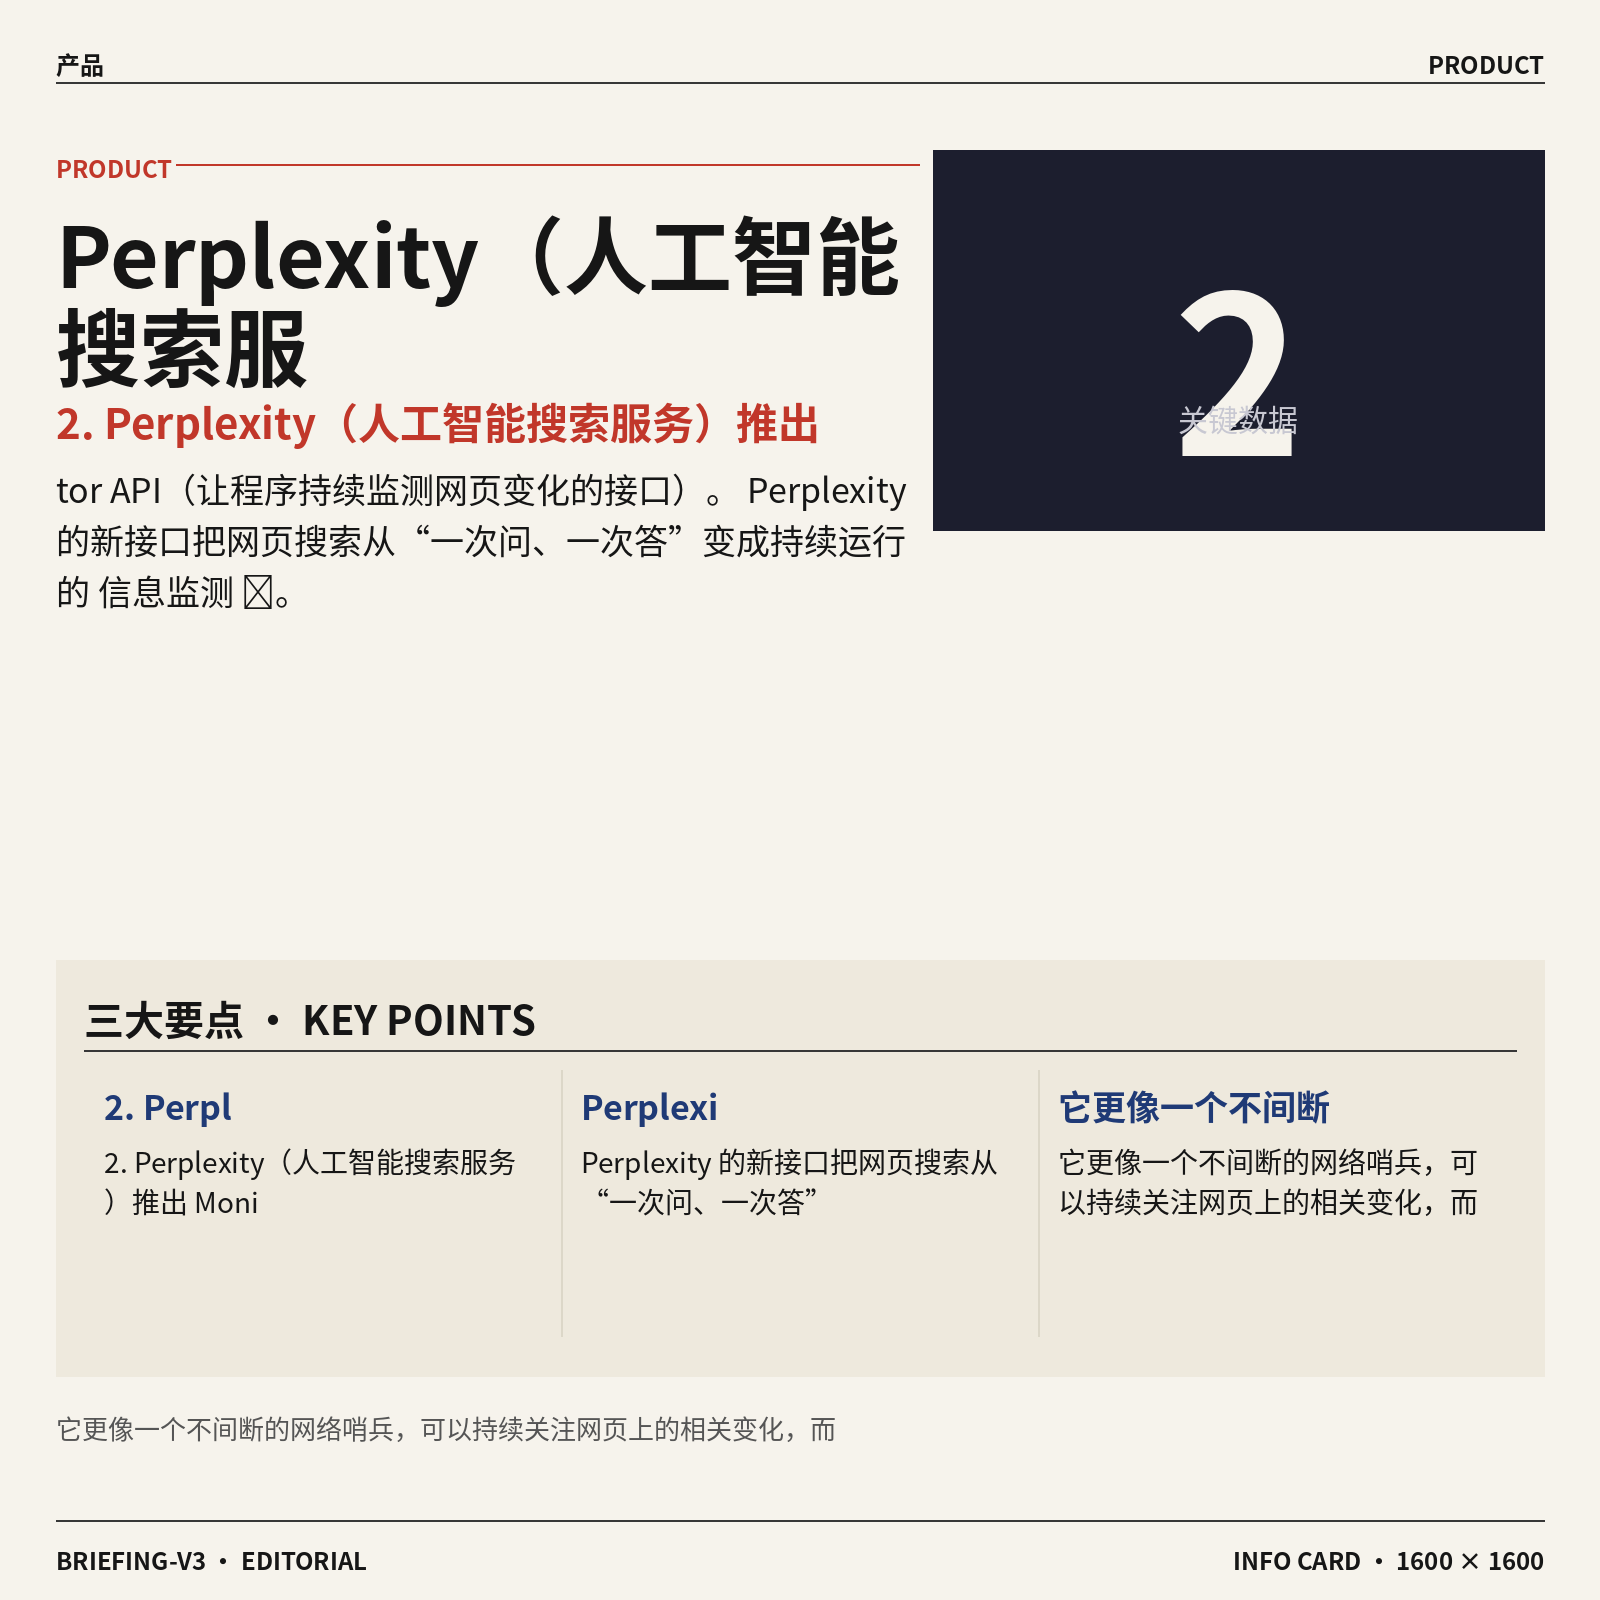 产品
PRODUCT
PRODUCT
Perplexity（人工智能
搜索服
2. Perplexity（人工智能搜索服务）推出
tor API（让程序持续监测网页变化的接口）。 Perplexity
的新接口把网页搜索从“一次问、一次答”变成持续运行
的 信息监测 。
2
关键数据
三大要点 · KEY POINTS
2. Perpl
2. Perplexity（人工智能搜索服务
）推出 Moni
Perplexi
Perplexity 的新接口把网页搜索从
“一次问、一次答”
它更像一个不间断
它更像一个不间断的网络哨兵，可
以持续关注网页上的相关变化，而
它更像一个不间断的网络哨兵，可以持续关注网页上的相关变化，而
BRIEFING-V3 · EDITORIAL
INFO CARD · 1600 × 1600